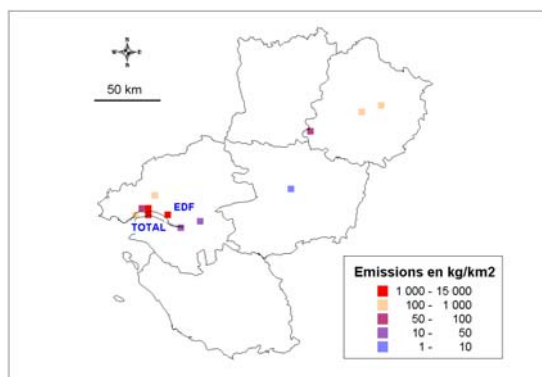 N
W E
S
50 km
EDF
TOTAL
Emissions en kg/km2
1 000 - 15 000
100 - 1 000
50 - 100
10 - 50
1 - 10